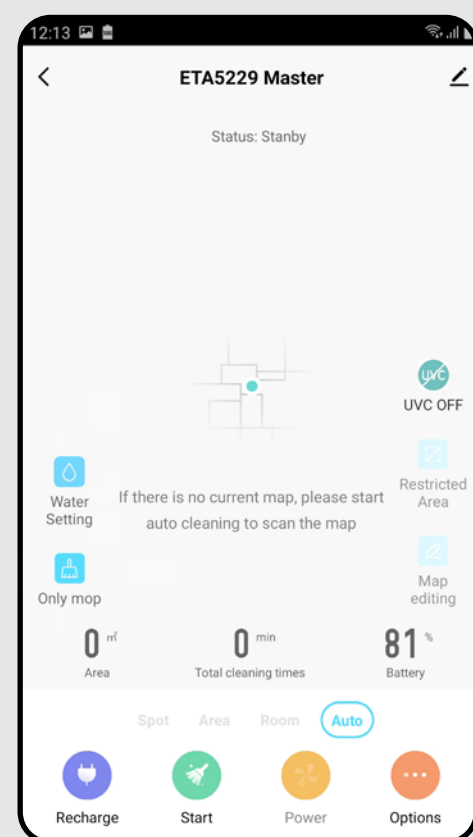 12:13
ETA5229 Master
Status: Stanby
UVC
UVC OFF
Restricted
Area
Water
Setting
If there is no current map, please start
auto cleaning to scan the map
Only mop
Map
editing
0 ㎡
Area
0 min
Total cleaning times
81 %
Battery
Spot Area Room Auto
Recharge Start Power Options